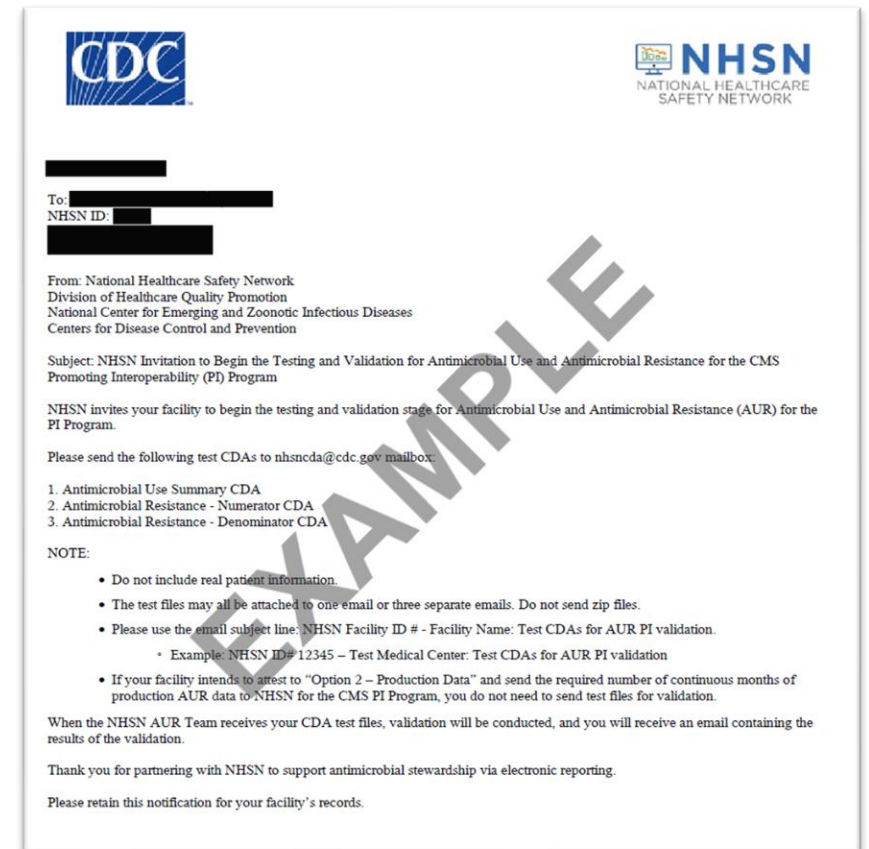 CDC
NHSN
NATIONAL HEALTHCARE
SAFETY NETWORK
To:
NHSN ID:
From: National Healthcare Safety Network
Division of Healthcare Quality Promotion
National Center for Emerging and Zoonotic Infectious Diseases
Centers for Disease Control and Prevention
Subject: NHSN Invitation to Begin the Testing and Validation for Antimicrobial Use and Antimicrobial Resistance for the CMS
Promoting Interoperability (PI) Program
NHSN invites your facility to begin the testing and validation stage for Antimicrobial Use and Antimicrobial Resistance (AUR) for the
PI Program.
Please send the following test CDAs to nhsncda@cdc.gov mailbox:
1. Antimicrobial Use Summary CDA
2. Antimicrobial Resistance - Numerator CDA
3. Antimicrobial Resistance - Denominator CDA
NOTE:
• Do not include real patient information.
• The test files may all be attached to one email or three separate emails. Do not send zip files.
• Please use the email subject line: NHSN Facility ID # - Facility Name: Test CDAs for AUR PI validation.
◦ Example: NHSN ID# 12345 – Test Medical Center: Test CDAs for AUR PI validation
• If your facility intends to attest to “Option 2 – Production Data” and send the required number of continuous months of
production AUR data to NHSN for the CMS PI Program, you do not need to send test files for validation.
When the NHSN AUR Team receives your CDA test files, validation will be conducted, and you will receive an email containing the
results of the validation.
Thank you for partnering with NHSN to support antimicrobial stewardship via electronic reporting.
Please retain this notification for your facility’s records.
EXAMPLE